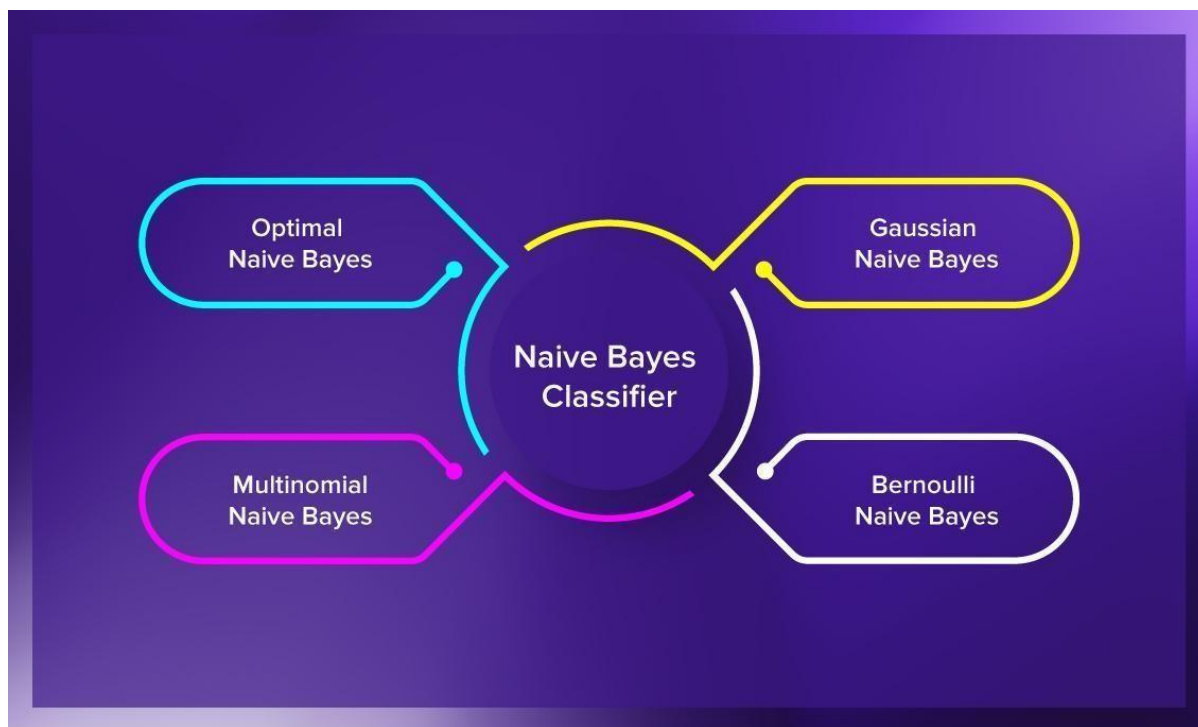 Optimal
Naive Bayes
Gaussian
Naive Bayes
Naive Bayes
Classifier
Multinomial
Naive Bayes
Bernoulli
Naive Bayes